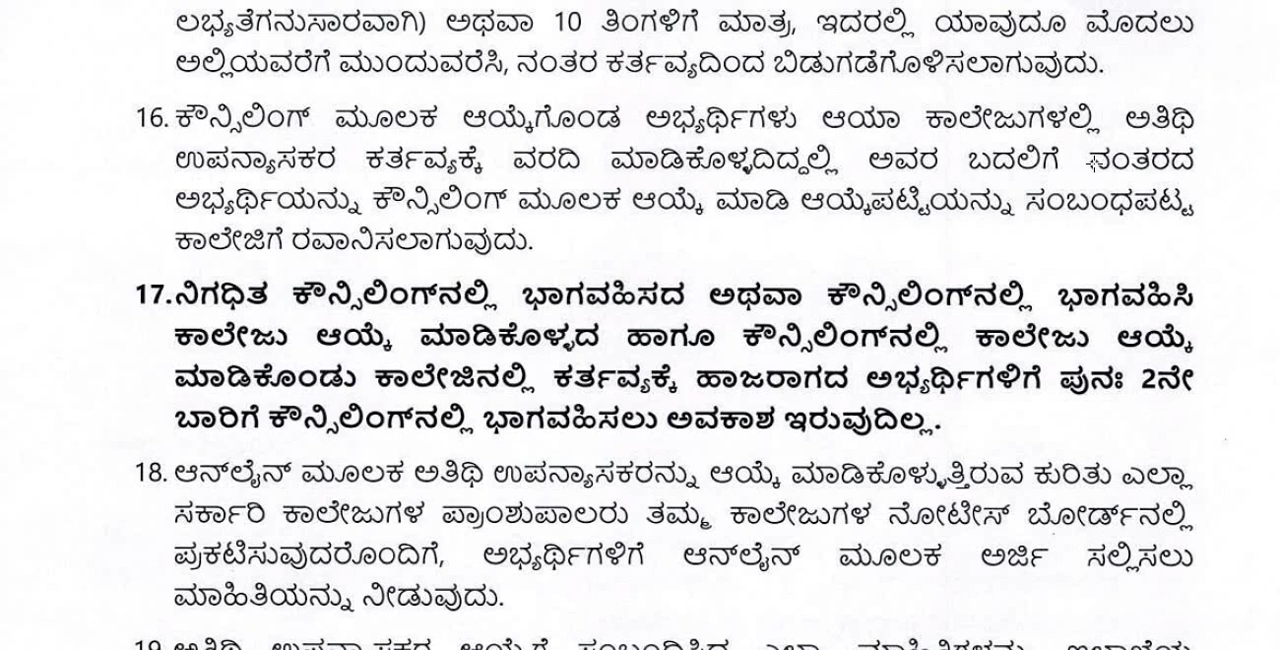 ಲಭ್ಯತೆಗನುಸಾರವಾಗಿ) ಅಥವಾ 10 ತಿಂಗಳಿಗೆ ಮಾತ್ರ, ಇದರಲ್ಲಿ ಯಾವುದೂ ಮೊದಲು
ಅಲ್ಲಿಯವರೆಗೆ ಮುಂದುವರೆಸಿ, ನಂತರ ಕರ್ತವ್ಯದಿಂದ ಬಿಡುಗಡೆಗೊಳಿಸಲಾಗುವುದು.
16. ಕೌನ್ಸಿಲಿಂಗ್ ಮೂಲಕ ಆಯ್ಕೆಗೊಂಡ ಅಭ್ಯರ್ಥಿಗಳು ಆಯಾ ಕಾಲೇಜುಗಳಲ್ಲಿ ಅತಿಥಿ
ಉಪನ್ಯಾಸಕರ ಕರ್ತವ್ಯಕ್ಕೆ ವರದಿ ಮಾಡಿಕೊಳ್ಳದಿದ್ದಲ್ಲಿ ಅವರ ಬದಲಿಗೆ ನಂತರದ
ಅಭ್ಯರ್ಥಿಯನ್ನು ಕೌನ್ಸಿಲಿಂಗ್ ಮೂಲಕ ಆಯ್ಕೆ ಮಾಡಿ ಆಯ್ಕೆಪಟ್ಟಿಯನ್ನು ಸಂಬಂಧಪಟ್ಟ
ಕಾಲೇಜಿಗೆ ರವಾನಿಸಲಾಗುವುದು.
17. ನಿಗಧಿತ ಕೌನ್ಸಿಲಿಂಗ್‌ನಲ್ಲಿ ಭಾಗವಹಿಸದ ಅಥವಾ ಕೌನ್ಸಿಲಿಂಗ್‌ನಲ್ಲಿ ಭಾಗವಹಿಸಿ
ಕಾಲೇಜು ಆಯ್ಕೆ ಮಾಡಿಕೊಳ್ಳದ ಹಾಗೂ ಕೌನ್ಸಿಲಿಂಗ್‌ನಲ್ಲಿ ಕಾಲೇಜು ಆಯ್ಕೆ
ಮಾಡಿಕೊಂಡು ಕಾಲೇಜಿನಲ್ಲಿ ಕರ್ತವ್ಯಕ್ಕೆ ಹಾಜರಾಗದ ಅಭ್ಯರ್ಥಿಗಳಿಗೆ ಪುನಃ 2ನೇ
ಬಾರಿಗೆ ಕೌನ್ಸಿಲಿಂಗ್‌ನಲ್ಲಿ ಭಾಗವಹಿಸಲು ಅವಕಾಶ ಇರುವುದಿಲ್ಲ.
18. ಆನ್‌ಲೈನ್ ಮೂಲಕ ಅತಿಥಿ ಉಪನ್ಯಾಸಕರನ್ನು ಆಯ್ಕೆ ಮಾಡಿಕೊಳ್ಳುತ್ತಿರುವ ಕುರಿತು ಎಲ್ಲಾ
ಸರ್ಕಾರಿ ಕಾಲೇಜುಗಳ ಪ್ರಾಂಶುಪಾಲರು ತಮ್ಮ ಕಾಲೇಜುಗಳ ನೋಟೀಸ್ ಬೋರ್ಡ್‌ನಲ್ಲಿ
ಪ್ರಕಟಿಸುವುದರೊಂದಿಗೆ, ಅಭ್ಯರ್ಥಿಗಳಿಗೆ ಆನ್‌ಲೈನ್ ಮೂಲಕ ಅರ್ಜಿ ಸಲ್ಲಿಸಲು
ಮಾಹಿತಿಯನ್ನು ನೀಡುವುದು.